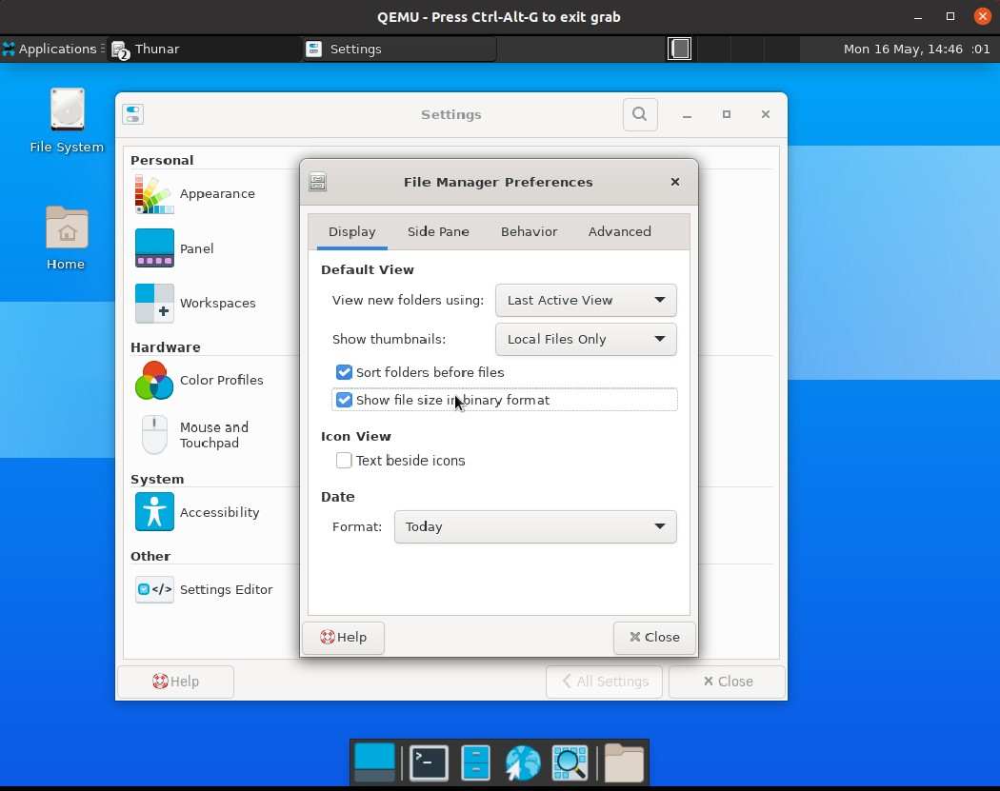 QEMU - Press Ctrl-Alt-G to exit grab
Applications
2
Thunar
Settings
Mon 16 May, 14:46 :01
File System
Home
Settings
Personal
Appearance
Panel
Workspaces
Hardware
Color Profiles
Mouse and
Touchpad
System
Accessibility
Other
</>
Settings Editor
File Manager Preferences
Display
Side Pane
Behavior
Advanced
Default View
View new folders using:
Last Active View
Show thumbnails:
Local Files Only
Sort folders before files
Show file size in binary format
Icon View
Text beside icons
Date
Format:
Today
Help
Close
Help
All Settings
Close
>_